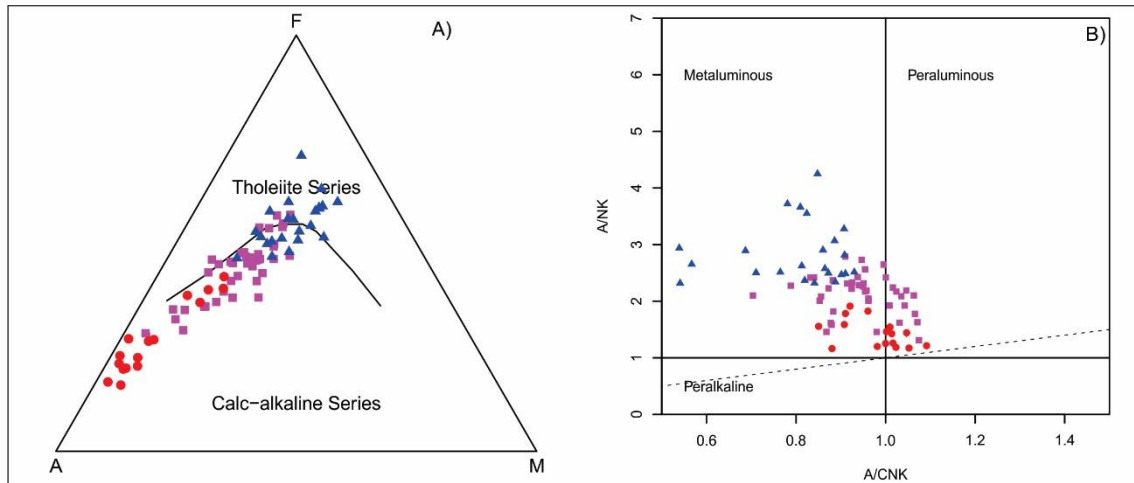 F
A)
Tholeiite Series
Calc-alkaline Series
A
M
B)
Metaluminous
Peraluminous
Peralkaline
A/NK
7
6
5
4
3
2
1
0
0.6 0.8 1.0 1.2 1.4
A/CNK